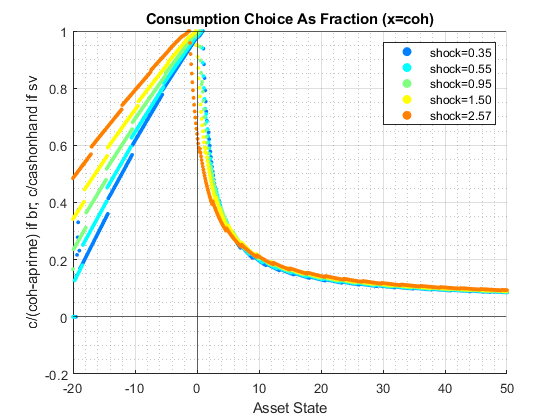 Consumption Choice As Fraction (x=coh)
c/(coh-aprime) if br; c/cashonhand if sv
1
0.8
0.6
0.4
0.2
0
-0.2
-20
-10
0
10
20
30
40
50
Asset State
shock=0.35
shock=0.55
shock=0.95
shock=1.50
shock=2.57